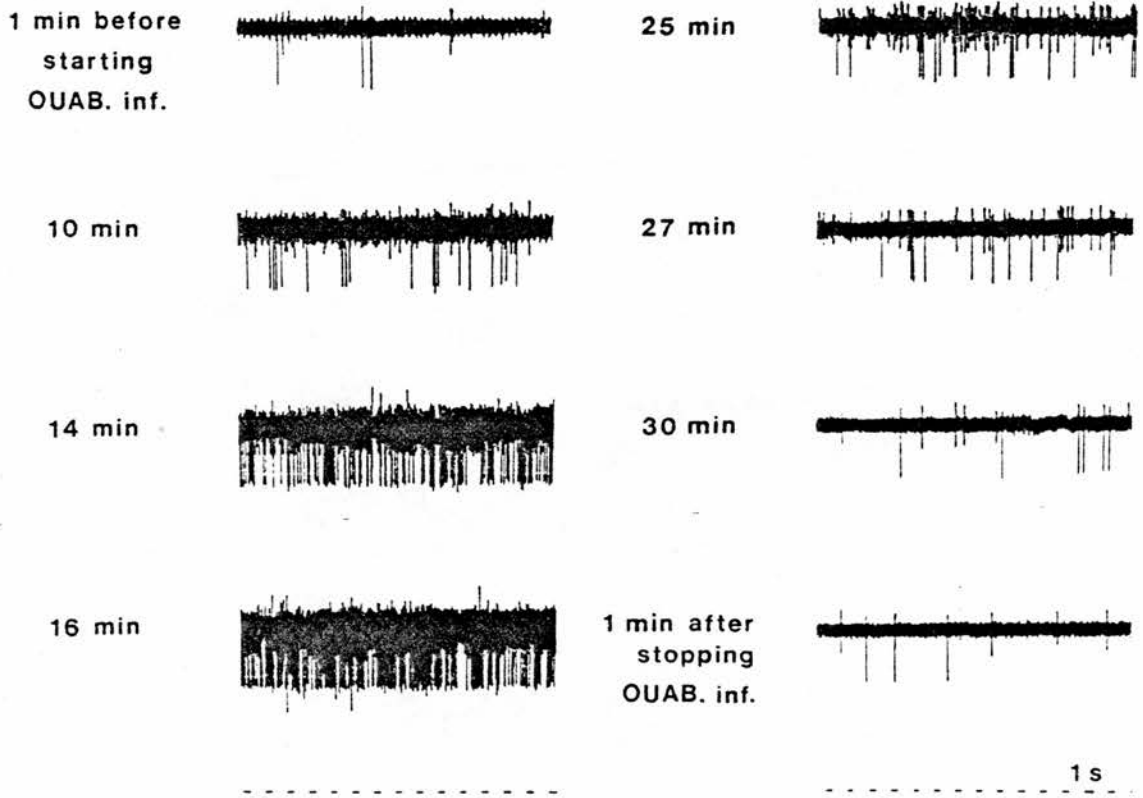 1 min before
starting
OUAB. inf.
10 min
14 min
16 min
25 min
27 min
30 min
1 min after
stopping
OUAB. inf.
1 s